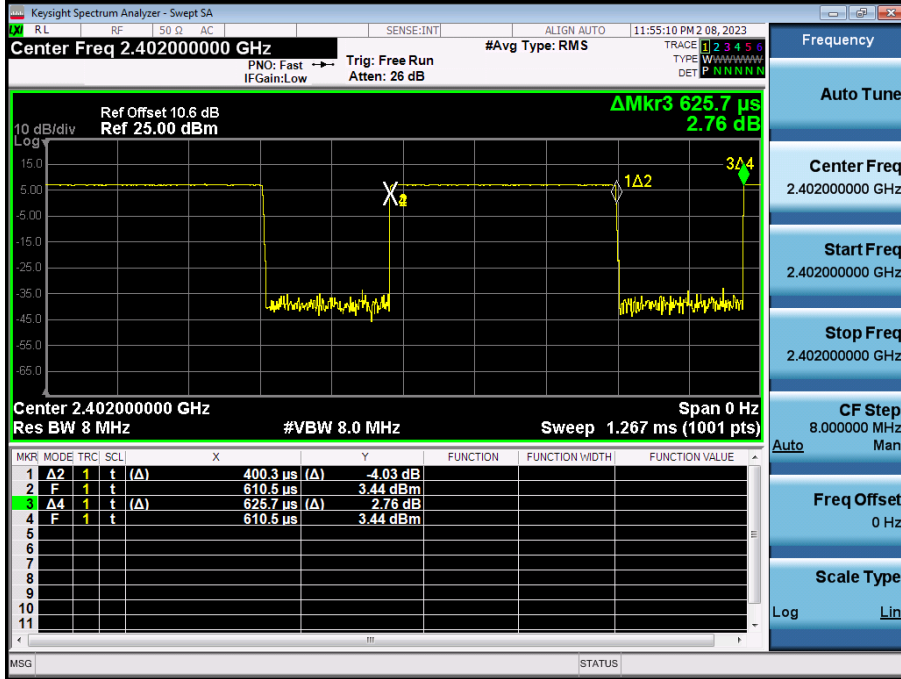 Keysight Spectrum Analyzer - Swept SA
LXI RL RF 50 Ω AC SENSE:INT ALIGN AUTO 11:55:10 PM 2 08, 2023
Center Freq 2.402000000 GHz #Avg Type: RMS TRACE 1 2 3 4 5 6
PNO: Fast Trig: Free Run TYPE WWWWWW
IFGain:Low Atten: 26 dB DET P N N N N N
ΔMkr3 625.7 µs
2.76 dB
Ref Offset 10.6 dB
10 dB/div Ref 25.00 dBm
Log
15.0
5.00
-5.00
-15.0
-25.0
-35.0
-45.0
-55.0
-65.0
X
1Δ2
3Δ4
Center 2.402000000 GHz Span 0 Hz
Res BW 8 MHz #VBW 8.0 MHz Sweep 1.267 ms (1001 pts)
MKR MODE TRC SCL X Y FUNCTION FUNCTION WIDTH FUNCTION VALUE
1 Δ2 1 t (Δ) 400.3 µs (Δ) -4.03 dB
2 F 1 t 610.5 µs 3.44 dBm
3 Δ4 1 t (Δ) 625.7 µs (Δ) 2.76 dB
4 F 1 t 610.5 µs 3.44 dBm
5
6
7
8
9
10
11
MSG STATUS
Frequency
Auto Tune
Center Freq
2.402000000 GHz
Start Freq
2.402000000 GHz
Stop Freq
2.402000000 GHz
CF Step
8.000000 MHz
Auto Man
Freq Offset
0 Hz
Scale Type
Log Lin